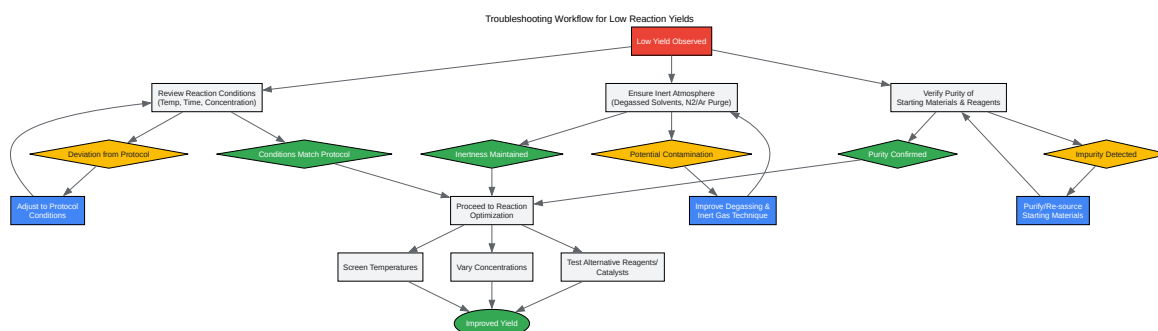 Troubleshooting Workflow for Low Reaction Yields
Low Yield Observed
Review Reaction Conditions
(Temp, Time, Concentration)
Ensure Inert Atmosphere
(Degassed Solvents, N2/Ar Purge)
Verify Purity of
Starting Materials & Reagents
Deviation from Protocol
Conditions Match Protocol
Inertness Maintained
Potential Contamination
Purity Confirmed
Impurity Detected
Adjust to Protocol
Conditions
Proceed to Reaction
Optimization
Improve Degassing &
Inert Gas Technique
Purify/Re-source
Starting Materials
Screen Temperatures
Vary Concentrations
Test Alternative Reagents/
Catalysts
Improved Yield